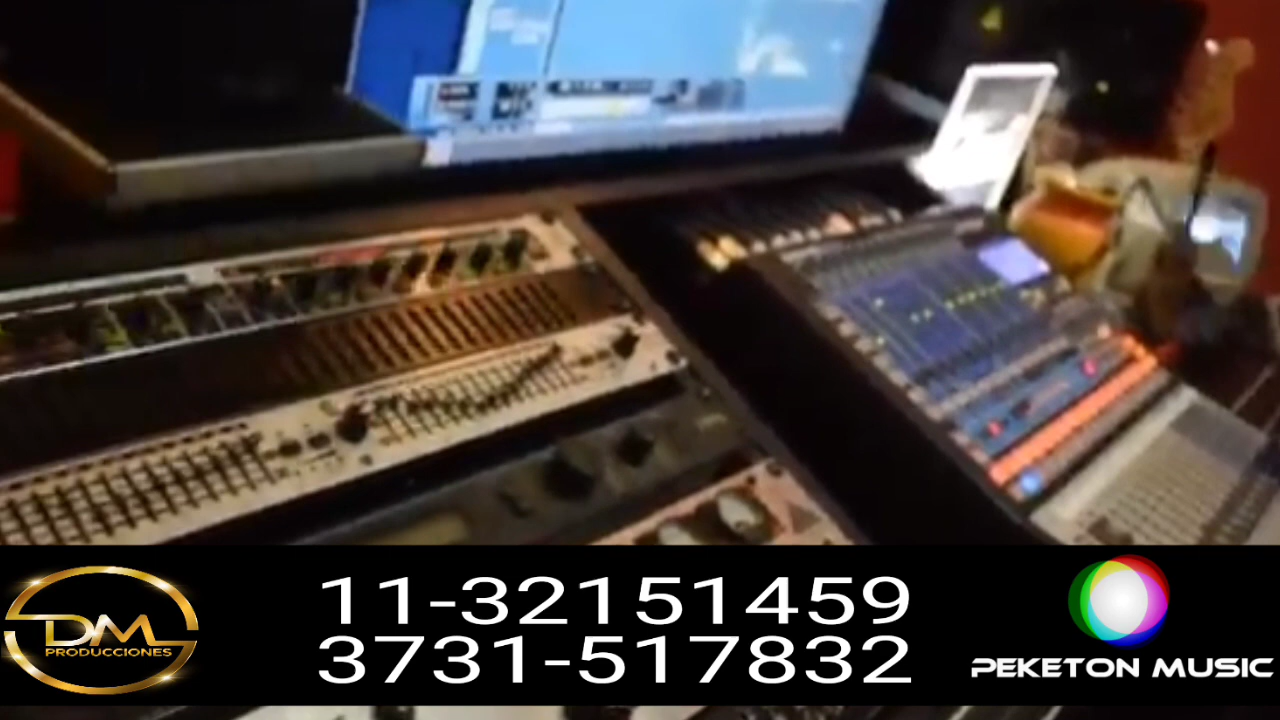 DM
PRODUCCIONES
11-32151459
3731-517832
PEKETON MUSIC